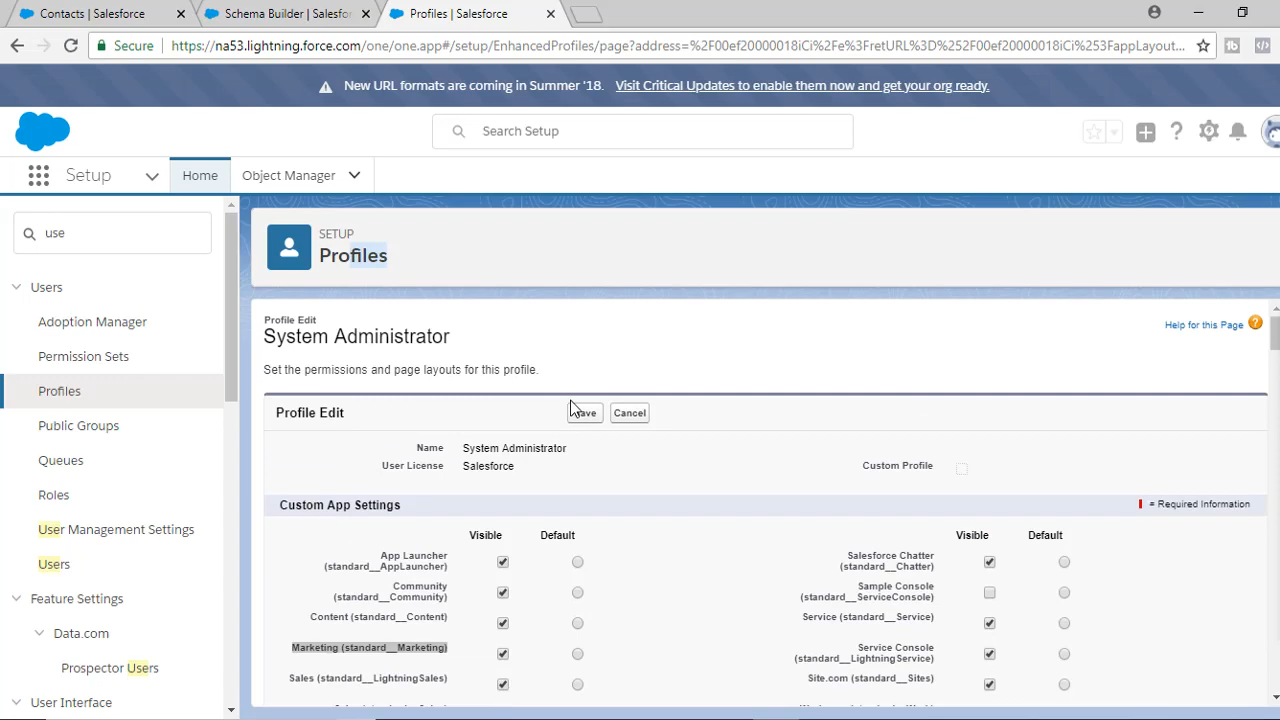 Contacts | Salesforce
Schema Builder | Salesfo
Profiles | Salesforce
Secure
https://na53.lightning.force.com/one/one.app#/setup/EnhancedProfiles/page?address=%2F00ef20000018iCi%2Fe%3FretURL%3D%252F00ef20000018iCi%253FappLayout...
New URL formats are coming in Summer '18. Visit Critical Updates to enable them now and get your org ready.
Search Setup
Setup
Home
Object Manager
use
Users
Adoption Manager
Permission Sets
Profiles
Public Groups
Queues
Roles
User Management Settings
Users
Feature Settings
Data.com
Prospector Users
User Interface
SETUP
Profiles
Profile Edit
System Administrator
Help for this Page
Set the permissions and page layouts for this profile.
Profile Edit
Cancel
Name System Administrator
User License Salesforce
Custom Profile
Custom App Settings
= Required Information
Visible Default
Visible Default
App Launcher
(standard__AppLauncher)
Salesforce Chatter
(standard__Chatter)
Community
(standard__Community)
Sample Console
(standard__ServiceConsole)
Content (standard__Content)
Service (standard__Service)
Marketing (standard__Marketing)
Service Console
(standard__LightningService)
Sales (standard__LightningSales)
Site.com (standard__Sites)